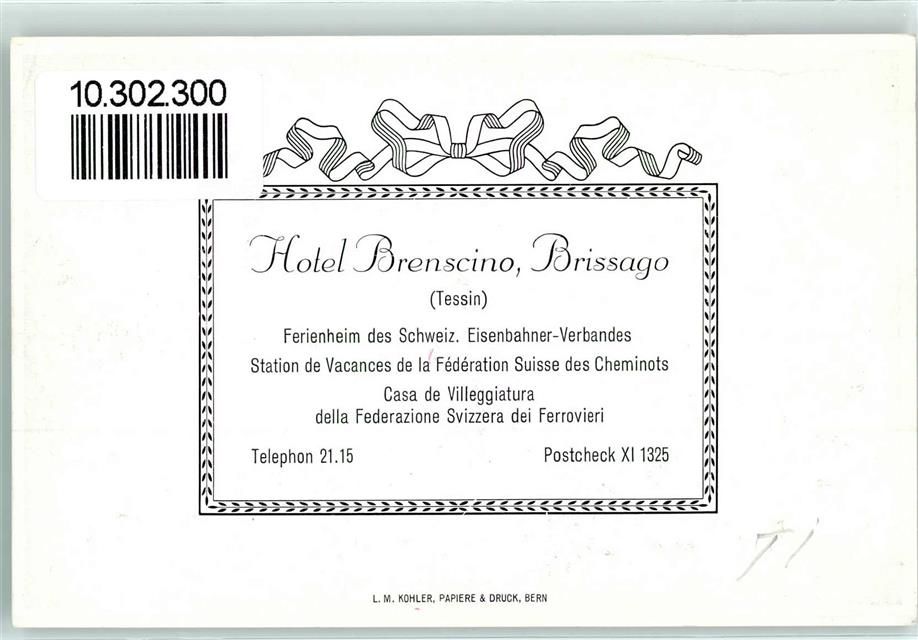 10.302.300
Hotel Brenscino, Brissago
(Tessin)
Ferienheim des Schweiz. Eisenbahner-Verbandes
Station de Vacances de la Fédération Suisse des Cheminots
Casa de Villeggiatura
della Federazione Svizzera dei Ferrovieri
Telephon 21.15 Postcheck XI 1325
L. M. KOHLER, PAPIERE & DRUCK, BERN